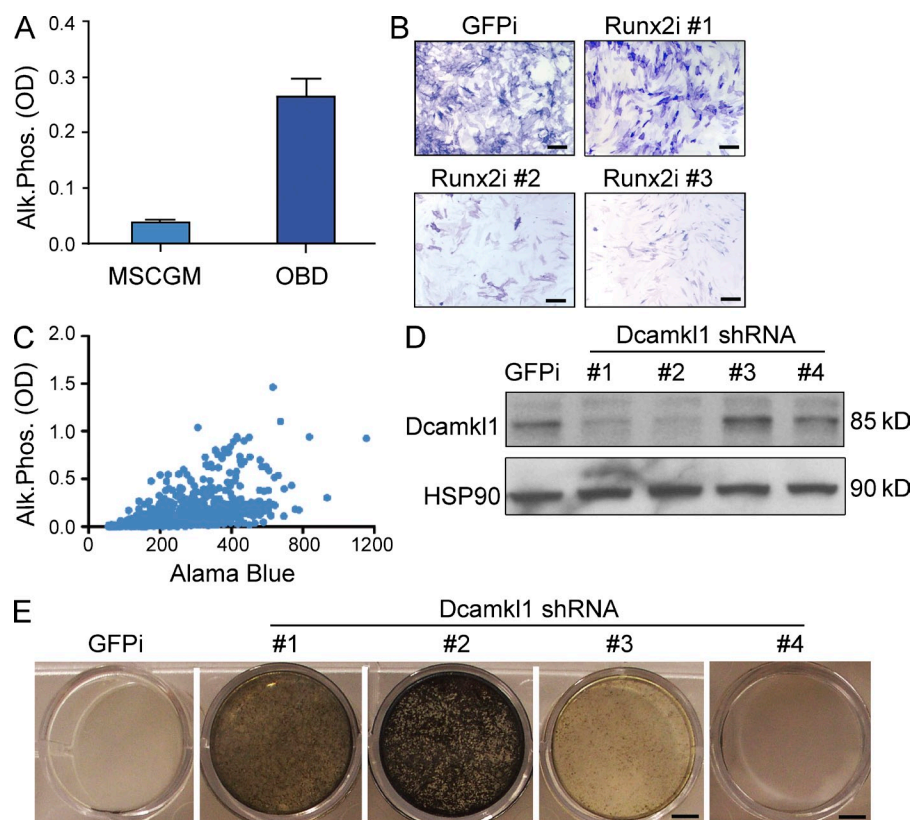 A
Alk.Phos. (OD)
0.4
0.3
0.2
0.1
0.0
MSCGM OBD
B
GFPi Runx2i #1
Runx2i #2 Runx2i #3
C
Alk.Phos. (OD)
2.0
1.5
1.0
0.5
0.0
0 200 400 800 1200
Alama Blue
D
Dcamkl1 shRNA
GFPi #1 #2 #3 #4
Dcamkl1 85 kD
HSP90 90 kD
E
Dcamkl1 shRNA
GFPi #1 #2 #3 #4